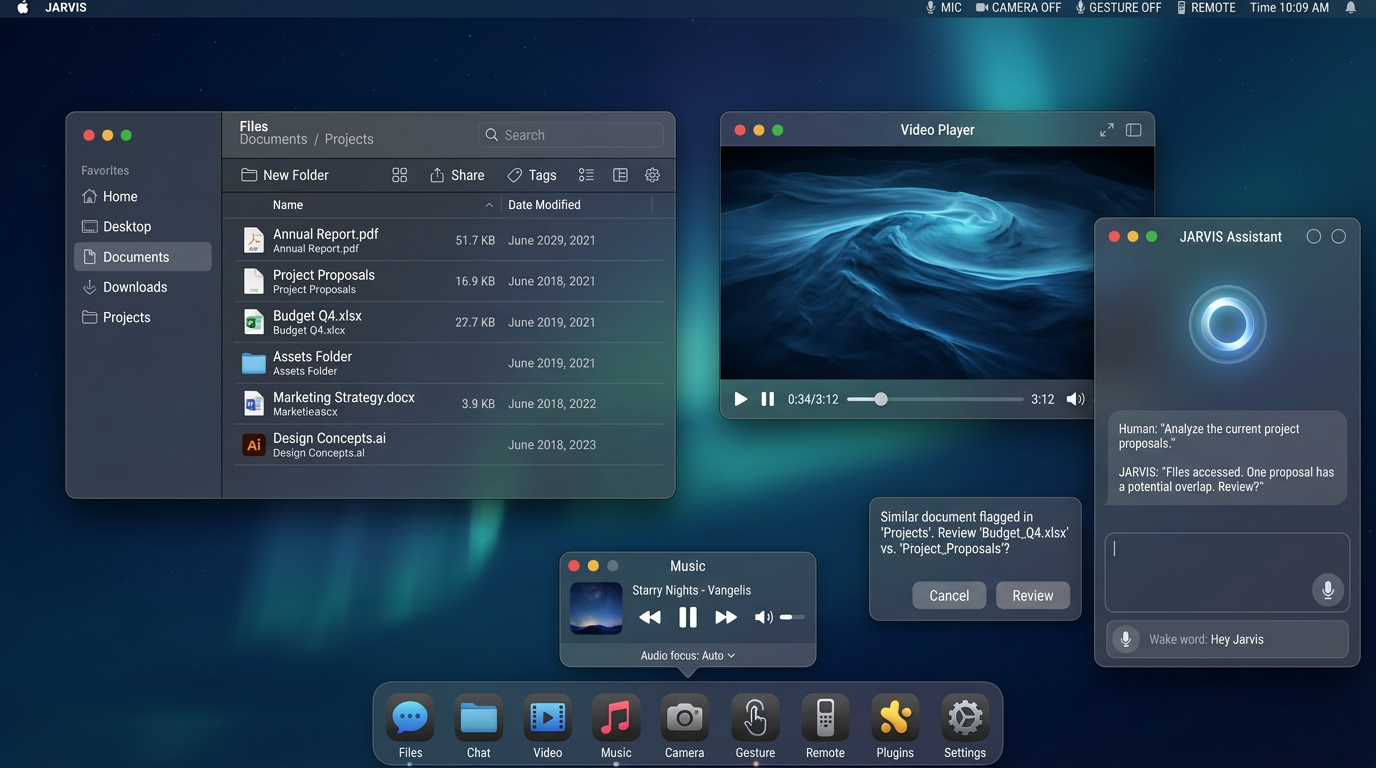 JARVIS
MIC
CAMERA OFF
GESTURE OFF
REMOTE
Time 10:09 AM
Files
Documents / Projects
Search
Favorites
Home
Desktop
Documents
Downloads
Projects
New Folder
Share
Tags
Name
Date Modified
Annual Report.pdf
Annual Report.pdf
51.7 KB
June 2029, 2021
Project Proposals
Project Proposals
16.9 KB
June 2018, 2021
Budget Q4.xlsx
Budget Q4.xlcx
22.7 KB
June 2019, 2021
Assets Folder
Assets Folder
June 2019, 2021
Marketing Strategy.docx
Marketieascx
3.9 KB
June 2018, 2022
Ai
Design Concepts.ai
Design Concepts.al
June 2018, 2023
Video Player
0:34/3:12
3:12
JARVIS Assistant
Human: "Analyze the current project
proposals."
JARVIS: "FIles accessed. One proposal has
a potential overlap. Review?"
Wake word: Hey Jarvis
Similar document flagged in
'Projects'. Review 'Budget_Q4.xlsx'
vs. 'Project_Proposals'?
Cancel
Review
Music
Starry Nights - Vangelis
Audio focus: Auto
Files
Chat
Video
Music
Camera
Gesture
Remote
Plugins
Settings